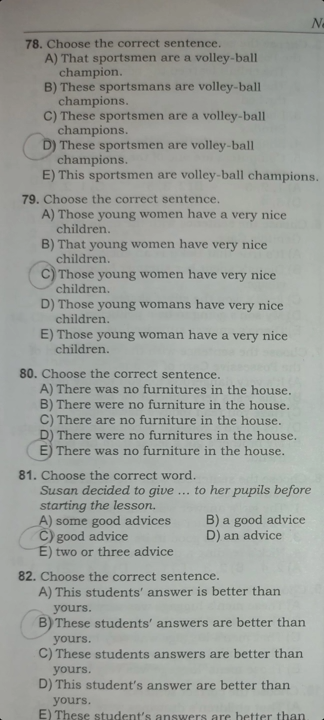 78. Choose the correct sentence.
A) That sportsmen are a volley-ball
champion.
B) These sportsmans are volley-ball
champions.
C) These sportsmen are a volley-ball
champions.
D) These sportsmen are volley-ball
champions.
E) This sportsmen are volley-ball champions.
79. Choose the correct sentence.
A) Those young women have a very nice
children.
B) That young women have very nice
children.
C) Those young women have very nice
children.
D) Those young womans have very nice
children.
E) Those young woman have a very nice
children.
80. Choose the correct sentence.
A) There was no furnitures in the house.
B) There were no furniture in the house.
C) There are no furniture in the house.
D) There were no furnitures in the house.
E) There was no furniture in the house.
81. Choose the correct word.
Susan decided to give ... to her pupils before
starting the lesson.
A) some good advices B) a good advice
C) good advice D) an advice
E) two or three advice
82. Choose the correct sentence.
A) This students' answer is better than
yours.
B) These students' answers are better than
yours.
C) These students answers are better than
yours.
D) This student's answer are better than
yours.
E) These student's answers are better than